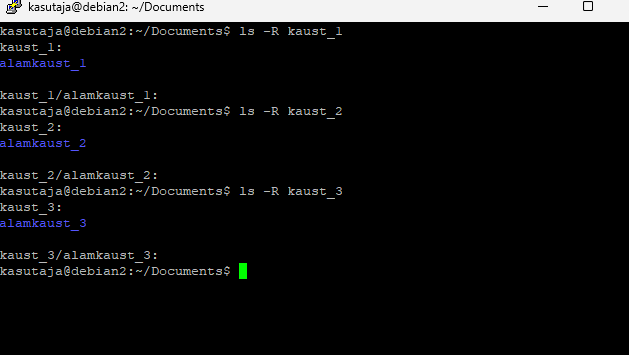 kasutaja@debian2: ~/Documents
kasutaja@debian2:~/Documents$ ls -R kaust_1
kaust_1:
alamkaust_1

kaust_1/alamkaust_1:
kasutaja@debian2:~/Documents$ ls -R kaust_2
kaust_2:
alamkaust_2

kaust_2/alamkaust_2:
kasutaja@debian2:~/Documents$ ls -R kaust_3
kaust_3:
alamkaust_3

kaust_3/alamkaust_3:
kasutaja@debian2:~/Documents$